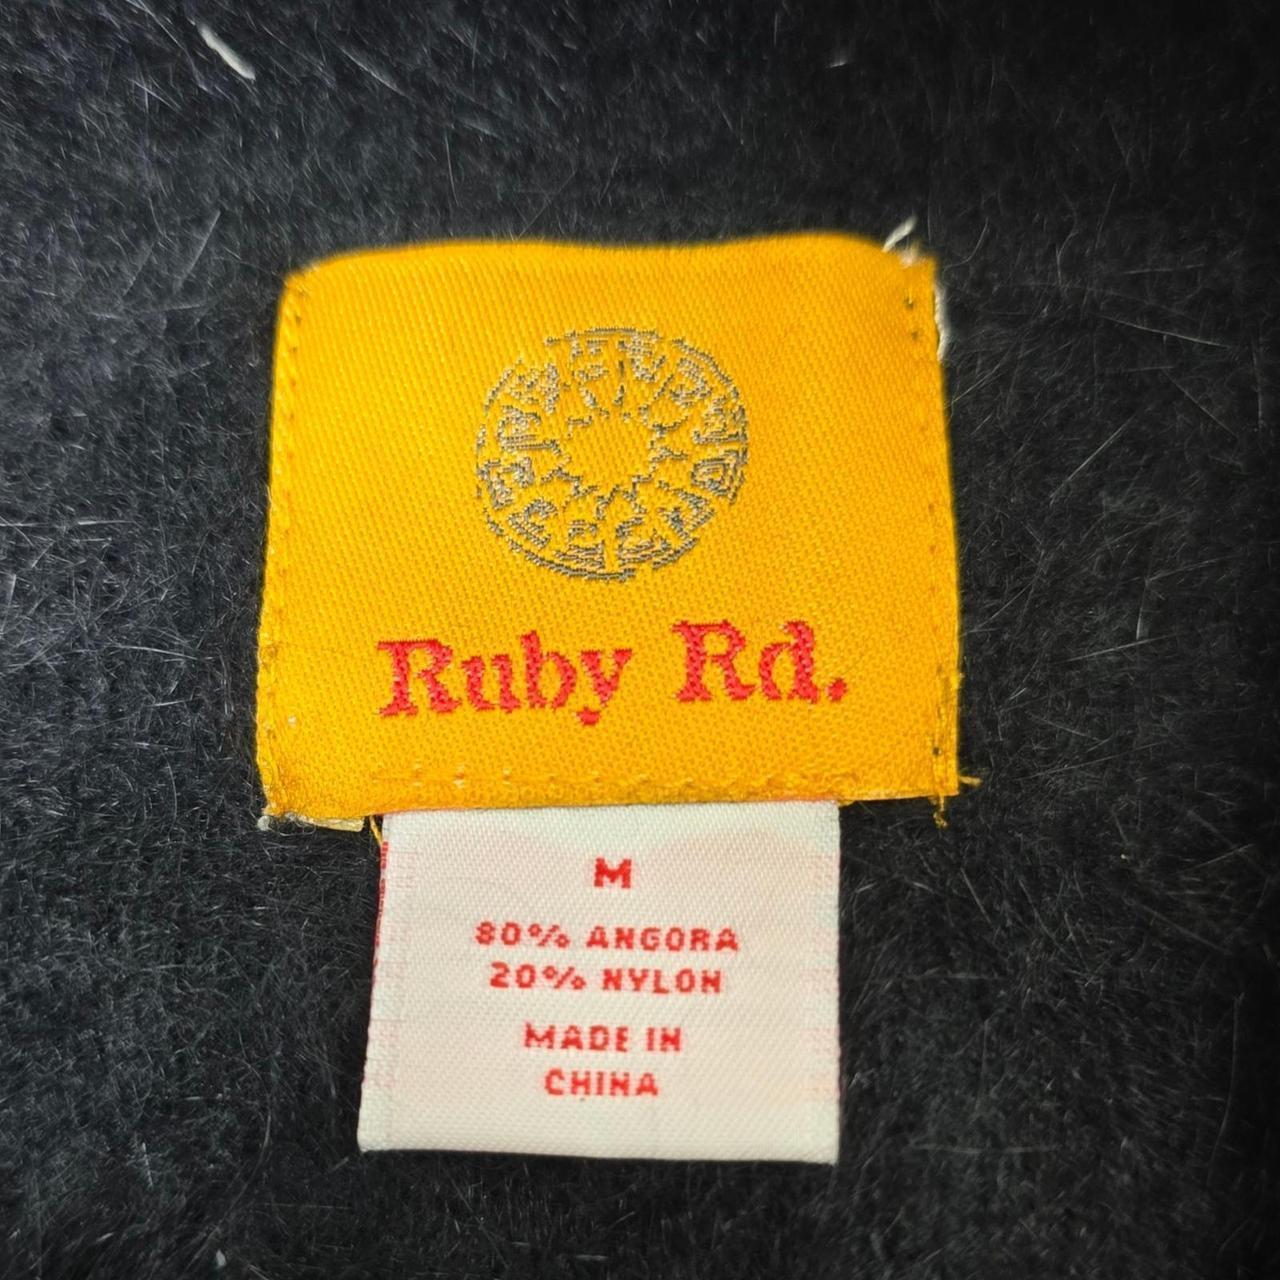 Ruby Rd.
M
80% ANGORA
20% NYLON
MADE IN
CHINA